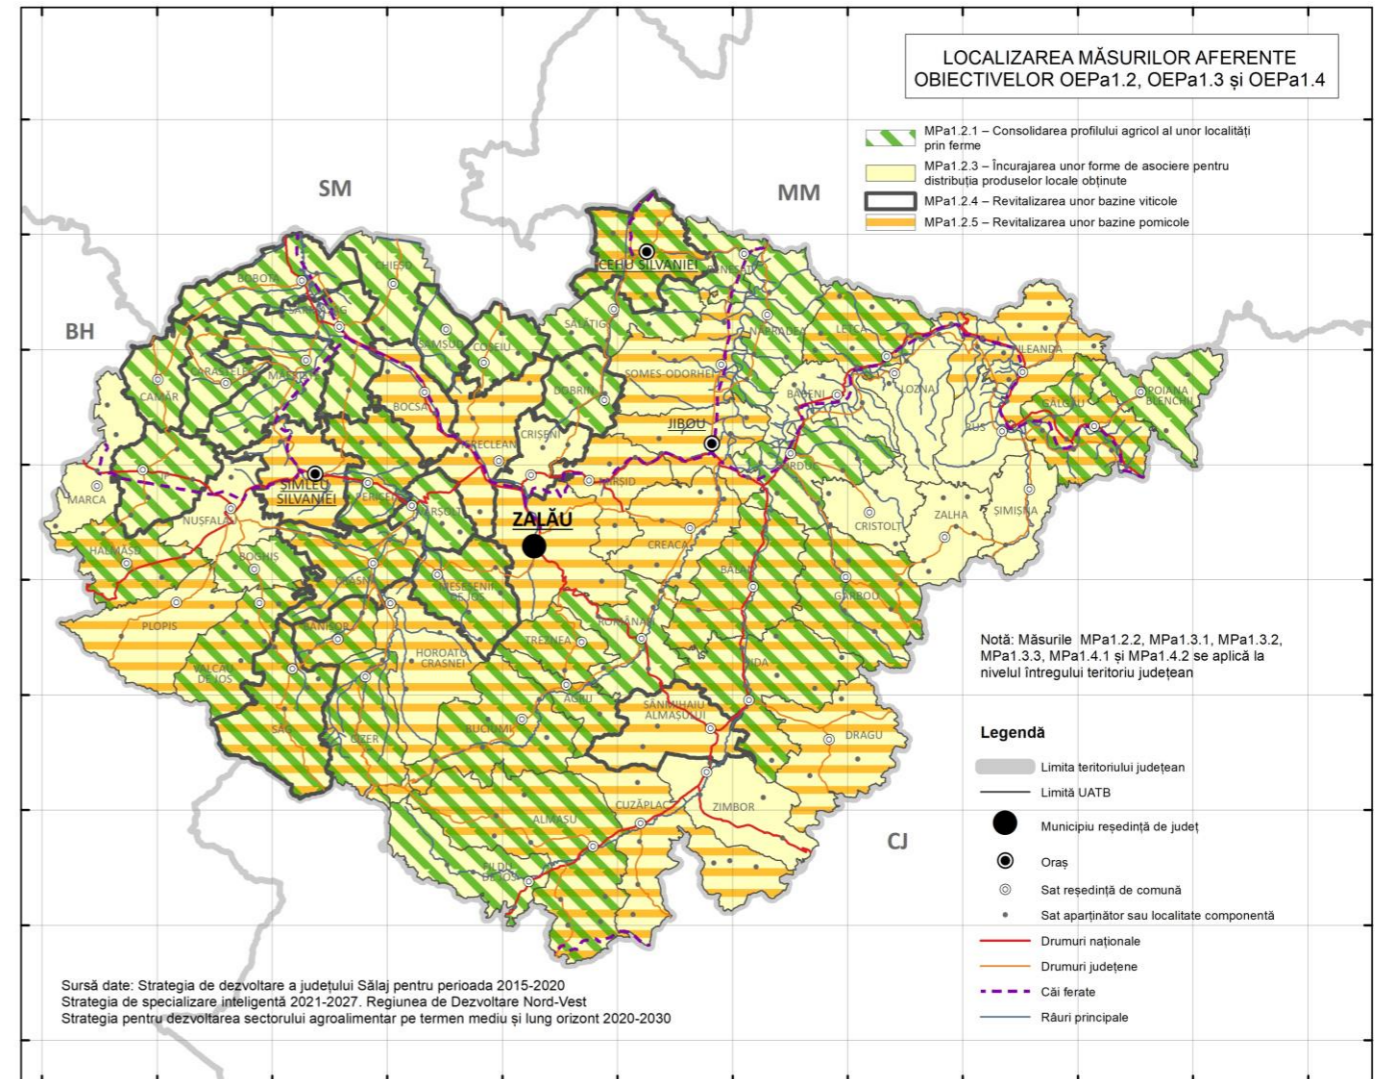 LOCALIZAREA MĂSURILOR AFERENTE
OBIECTIVELOR OEPa1.2, OEPa1.3 și OEPa1.4
MPa1.2.1 – Consolidarea profilului agricol al unor localități
prin ferme
MPa1.2.3 – Încurajarea unor forme de asociere pentru
distribuția produselor locale obținute
MPa1.2.4 – Revitalizarea unor bazine viticole
MPa1.2.5 – Revitalizarea unor bazine pomicole
SM
MM
BH
CJ
CEHU SILVANIEI
BOBOTA
CHIEȘD
SĂLĂȚIG
NĂPRADEA
LETCA
ILEANDA
SAMȘUD
COȘEIU
CAMĂR
BOCȘA
DOBRIN
SOMEȘ-ODORHEI
BĂBENI
LOZNA
POIANA
BLENCHII
GÂLGĂU
RUS
JIBOU
CRIȘENI
MARCA
ȘIMLEU
SILVANIEI
NUȘFALĂU
ZALĂU
CREACA
CRISTOLT
ZALHA
SIMIȘNA
HALMĂȘD
BOGHIȘ
MESEȘENII
DE JOS
BĂLAN
GÂRBOU
PLOPIȘ
VALCĂU
DE JOS
HOROATU
CRASNEI
TREZNEA
AGRIJ
SÂNMIHAIU
ALMAȘULUI
BUCIUMI
DRAGU
CUZĂPLAC
ZIMBOR
ALMAȘU
Notă: Măsurile MPa1.2.2, MPa1.3.1, MPa1.3.2,
MPa1.3.3, MPa1.4.1 și MPa1.4.2 se aplică la
nivelul întregului teritoriu județean
Legendă
Limita teritoriului județean
Limită UATB
Municipiu reședință de județ
Oraș
Sat reședință de comună
Sat aparținător sau localitate componentă
Drumuri naționale
Drumuri județene
Căi ferate
Râuri principale
Sursă date: Strategia de dezvoltare a județului Sălaj pentru perioada 2015-2020
Strategia de specializare inteligentă 2021-2027. Regiunea de Dezvoltare Nord-Vest
Strategia pentru dezvoltarea sectorului agroalimentar pe termen mediu și lung orizont 2020-2030